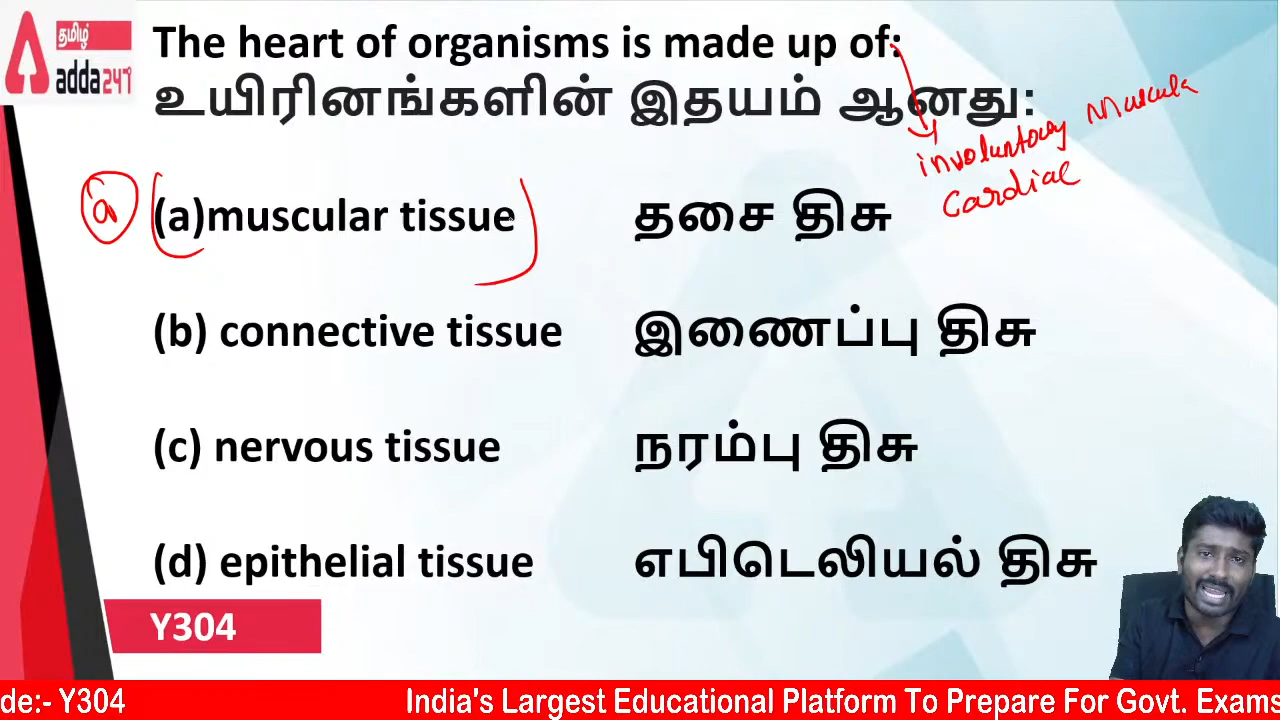 தமிழ்
adda247
The heart of organisms is made up of:
உயிரினங்களின் இதயம் ஆனது:
involuntary Muscula
Cardial
a
(a)muscular tissue தசை திசு
(b) connective tissue இணைப்பு திசு
(c) nervous tissue நரம்பு திசு
(d) epithelial tissue எபிடெலியல் திசு
Y304
de:- Y304 India's Largest Educational Platform To Prepare For Govt. Exams